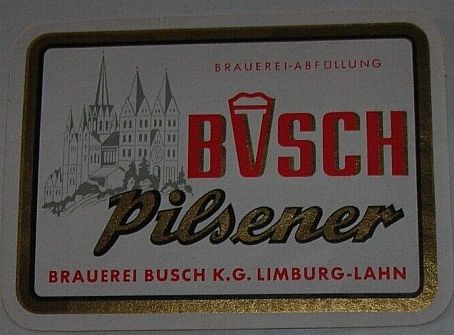 BRAUEREI-ABFÜLLUNG
BUSCH
Pilsener
BRAUEREI BUSCH K.G. LIMBURG-LAHN